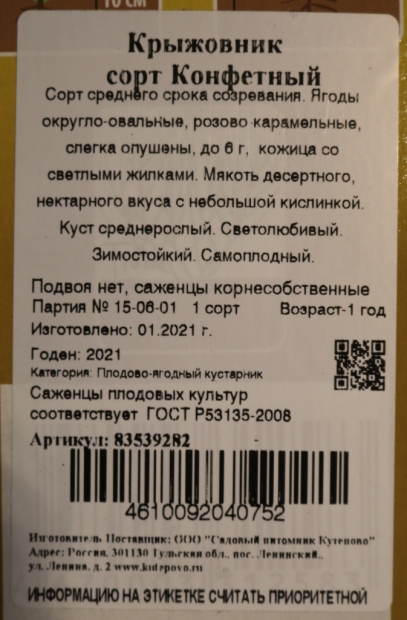 10 см
Крыжовник
сорт Конфетный
Сорт среднего срока созревания. Ягоды
округло-овальные, розово карамельные,
слегка опушены, до 6 г, кожица со
светлыми жилками. Мякоть десертного,
нектарного вкуса с небольшой кислинкой.
Куст среднерослый. Светолюбивый.
Зимостойкий. Самоплодный.
Подвоя нет, саженцы корнесобственные
Партия № 15-06-01 1 сорт Возраст-1 год
Изготовлено: 01.2021 г.
Годен: 2021
Категория: Плодово-ягодный кустарник
Саженцы плодовых культур
соответствует ГОСТ Р53135-2008
Артикул: 83539282
4610092040752
Изготовитель Поставщик: ООО "Садовый питомник Кутепово"
Адрес: Россия, 301130 Тульская обл., пос. Ленинский.,
ул. Ленина, д. 2 www.kutepovo.ru
ИНФОРМАЦИЮ НА ЭТИКЕТКЕ СЧИТАТЬ ПРИОРИТЕТНОЙ